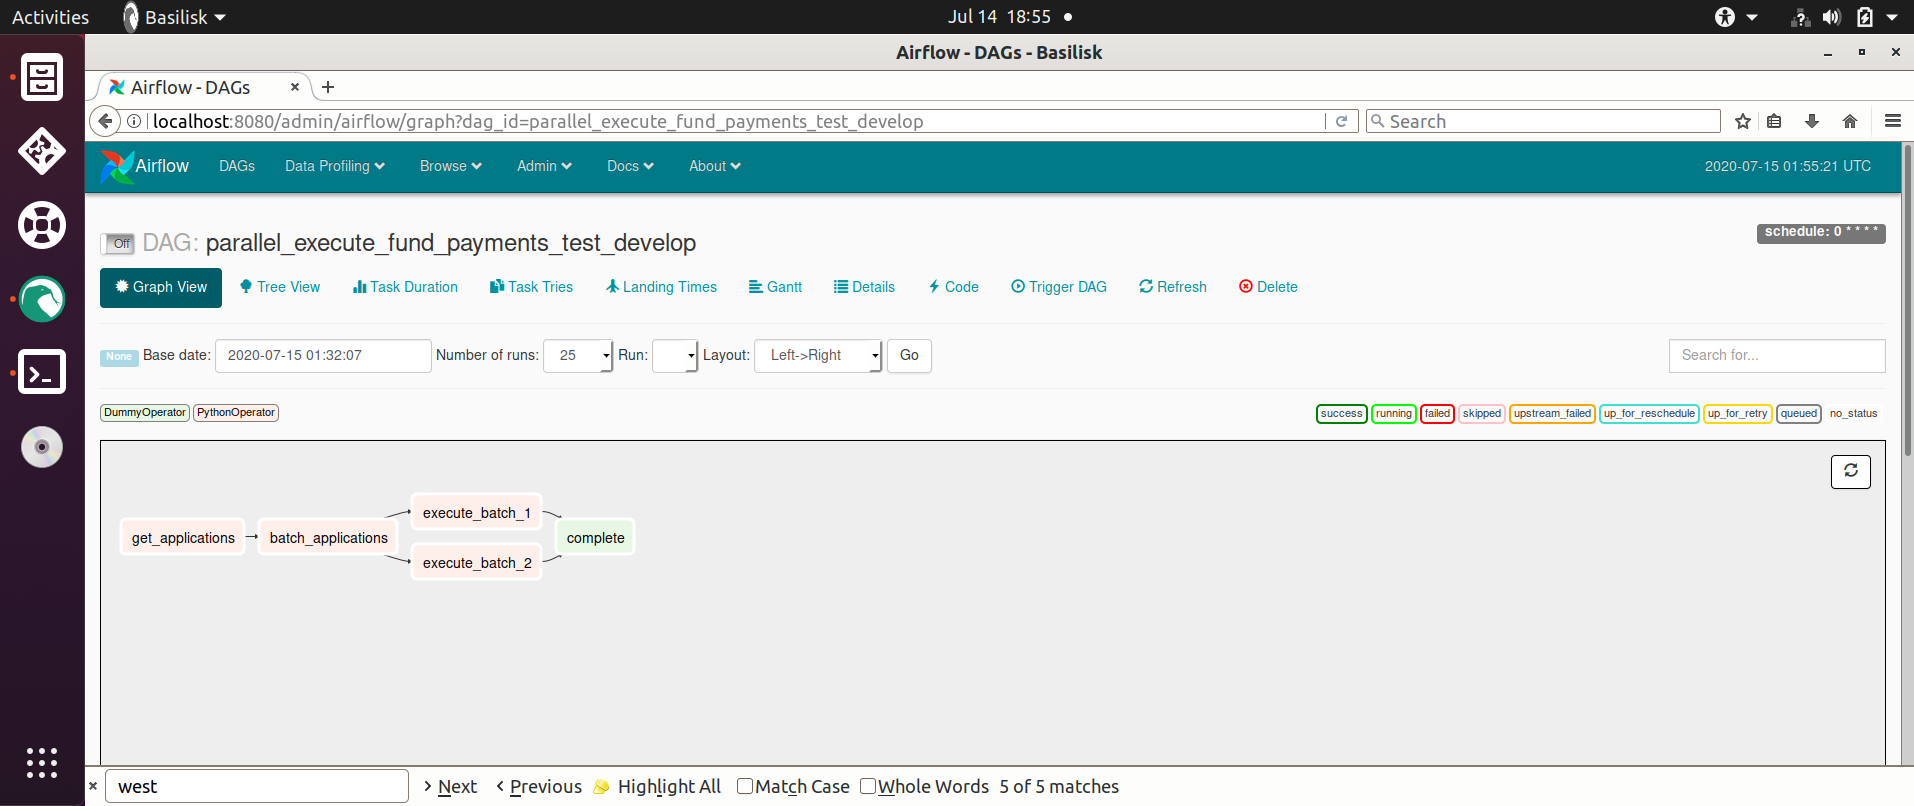 Activities Basilisk Jul 14 18:55
Airflow - DAGs - Basilisk
Airflow - DAGs
localhost:8080/admin/airflow/graph?dag_id=parallel_execute_fund_payments_test_develop Search
Airflow DAGs Data Profiling Browse Admin Docs About 2020-07-15 01:55:21 UTC
Off DAG: parallel_execute_fund_payments_test_develop schedule: 0 * * * *
Graph View Tree View Task Duration Task Tries Landing Times Gantt Details Code Trigger DAG Refresh Delete
None Base date: 2020-07-15 01:32:07 Number of runs: 25 Run: Layout: Left->Right Go Search for...
DummyOperator PythonOperator success running failed skipped upstream_failed up_for_reschedule up_for_retry queued no_status
execute_batch_1
get_applications batch_applications complete
execute_batch_2
west Next Previous Highlight All Match Case Whole Words 5 of 5 matches